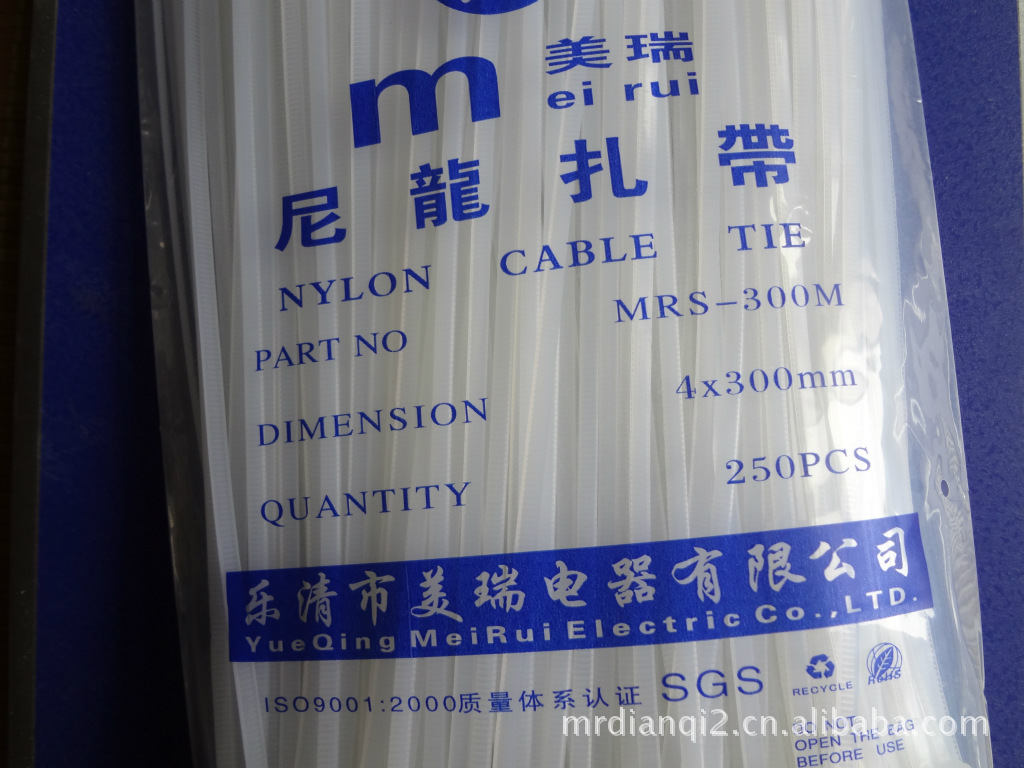 m 美瑞
ei rui
尼龍扎帶
NYLON CABLE TIE
PART NO MRS-300M
DIMENSION 4x300mm
QUANTITY 250PCS
乐清市美瑞电器有限公司
YueQing MeiRui Electric Co.,LTD.
ISO9001:2000质量体系认证 SGS
RECYCLE RoHS
mrdianqi2.cn.alibaba.com
DO NOT
OPEN THE BAG
BEFORE USE